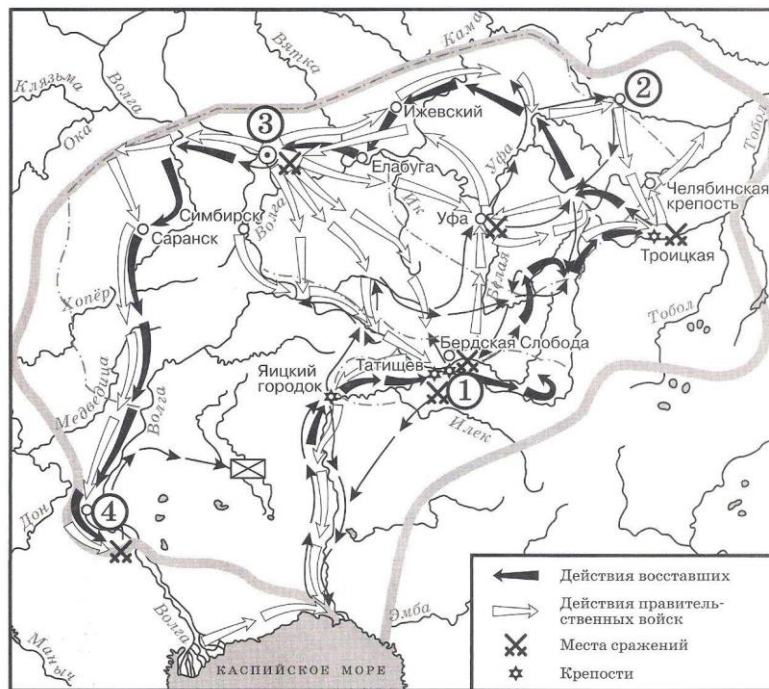 Клязьма
Волга
Вятка
Кама
Ока
Ижевский
2
3
Тобол
Елабуга
Уфа
Челябинская
крепость
Симбирск
Волга
Ик
Саранск
Уфа
Троицкая
Белая
Хопёр
Тобол
Бердская Слобода
Яицкий
городок
Татищев
1
Медведица
Волга
Илек
Дон
4
Волга
Эмба
Маныч
КАСПИЙСКОЕ МОРЕ
Действия восставших
Действия правитель-
ственных войск
Места сражений
Крепости